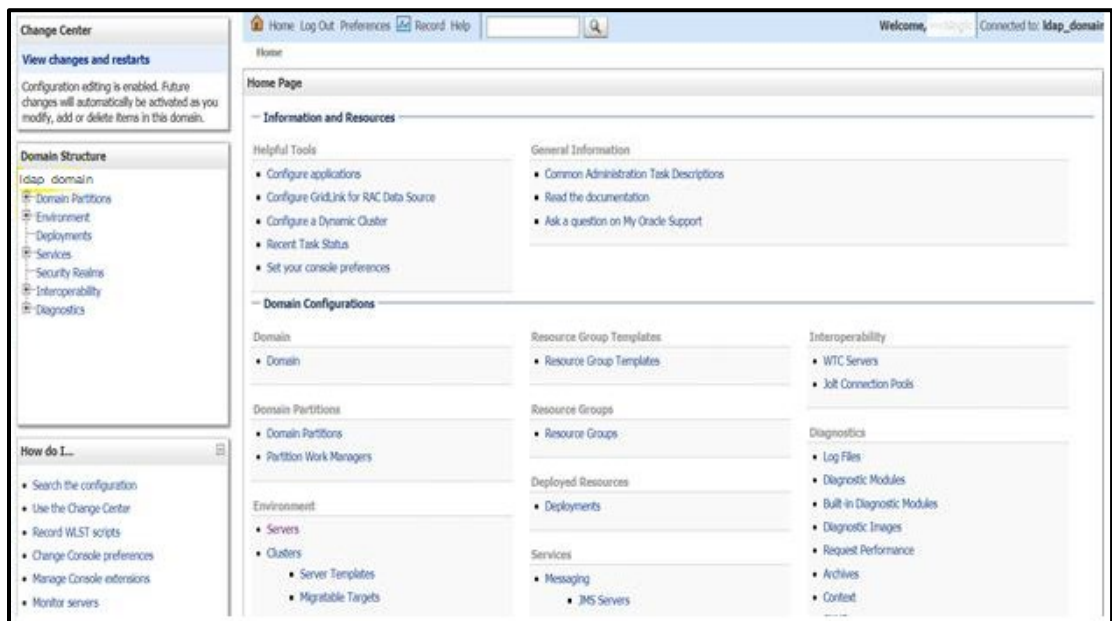 Change Center
View changes and restarts
Configuration editing is enabled. Future
changes will automatically be activated as you
modify, add or delete items in this domain.
Domain Structure
ldap_domain
Domain Partitions
Environment
Deployments
Services
Security Realms
Interoperability
Diagnostics
How do I...
Search the configuration
Use the Change Center
Record WLST scripts
Change Console preferences
Manage Console extensions
Monitor servers
Home Log Out Preferences Record Help
Welcome, Connected to: ldap_domain
Home
Home Page
Information and Resources
Helpful Tools
Configure applications
Configure GridLink for RAC Data Source
Configure a Dynamic Cluster
Recent Task Status
Set your console preferences
General Information
Common Administration Task Descriptions
Read the documentation
Ask a question on My Oracle Support
Domain Configurations
Domain
Domain
Domain Partitions
Domain Partitions
Partition Work Managers
Environment
Servers
Clusters
Server Templates
Migratable Targets
Resource Group Templates
Resource Group Templates
Resource Groups
Resource Groups
Deployed Resources
Deployments
Services
Messaging
JMS Servers
Interoperability
WTC Servers
Jolt Connection Pools
Diagnostics
Log Files
Diagnostic Modules
Built-in Diagnostic Modules
Diagnostic Images
Request Performance
Archives
Context